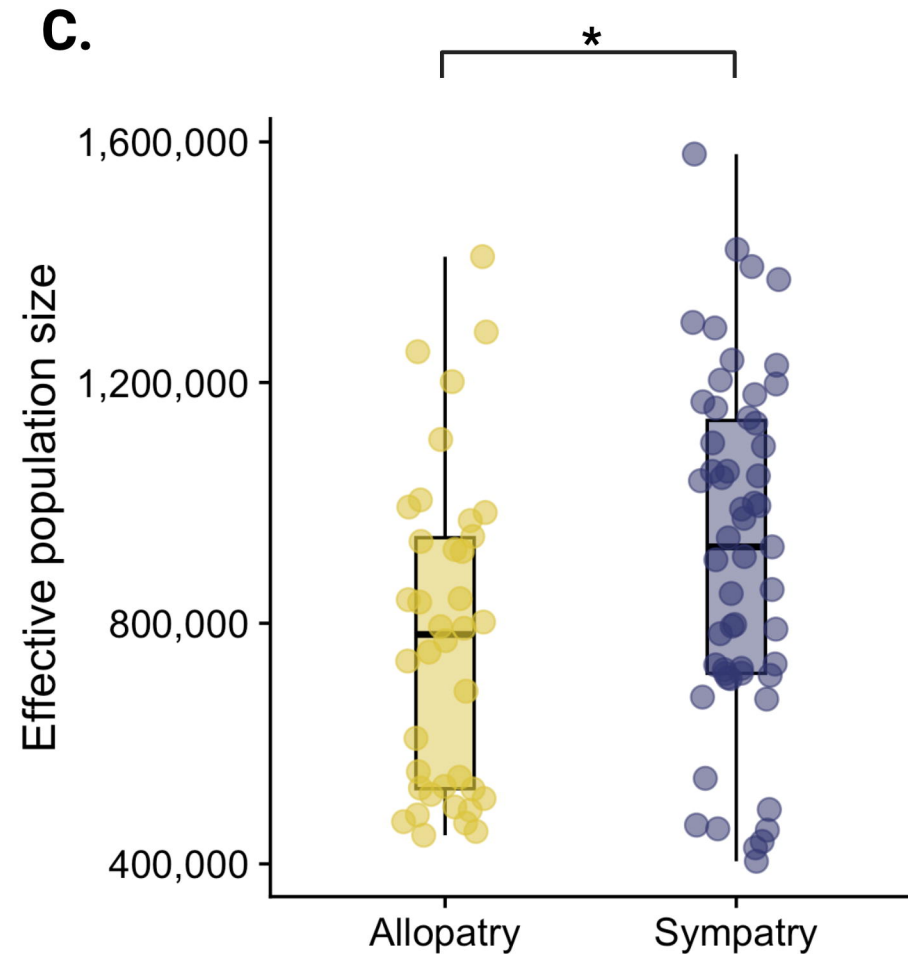 C.
*
Effective population size
1,600,000
1,200,000
800,000
400,000
Allopatry
Sympatry